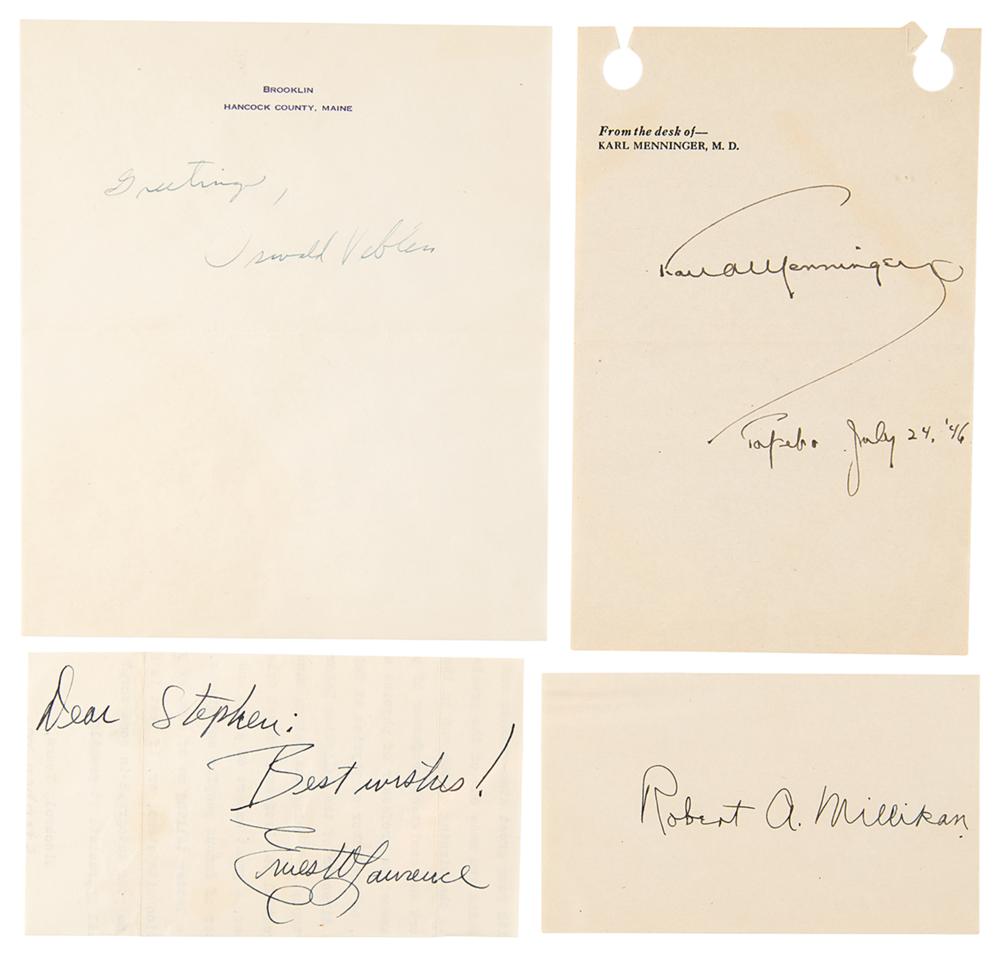 BROOKLIN
HANCOCK COUNTY, MAINE
Greetings,
Oswald Veblen
From the desk of—
KARL MENNINGER, M. D.
Karl A Menninger
Topeka July 24, '46
Dear Stephen:
Best wishes!
Ernest O Lawrence
Robert A. Millikan